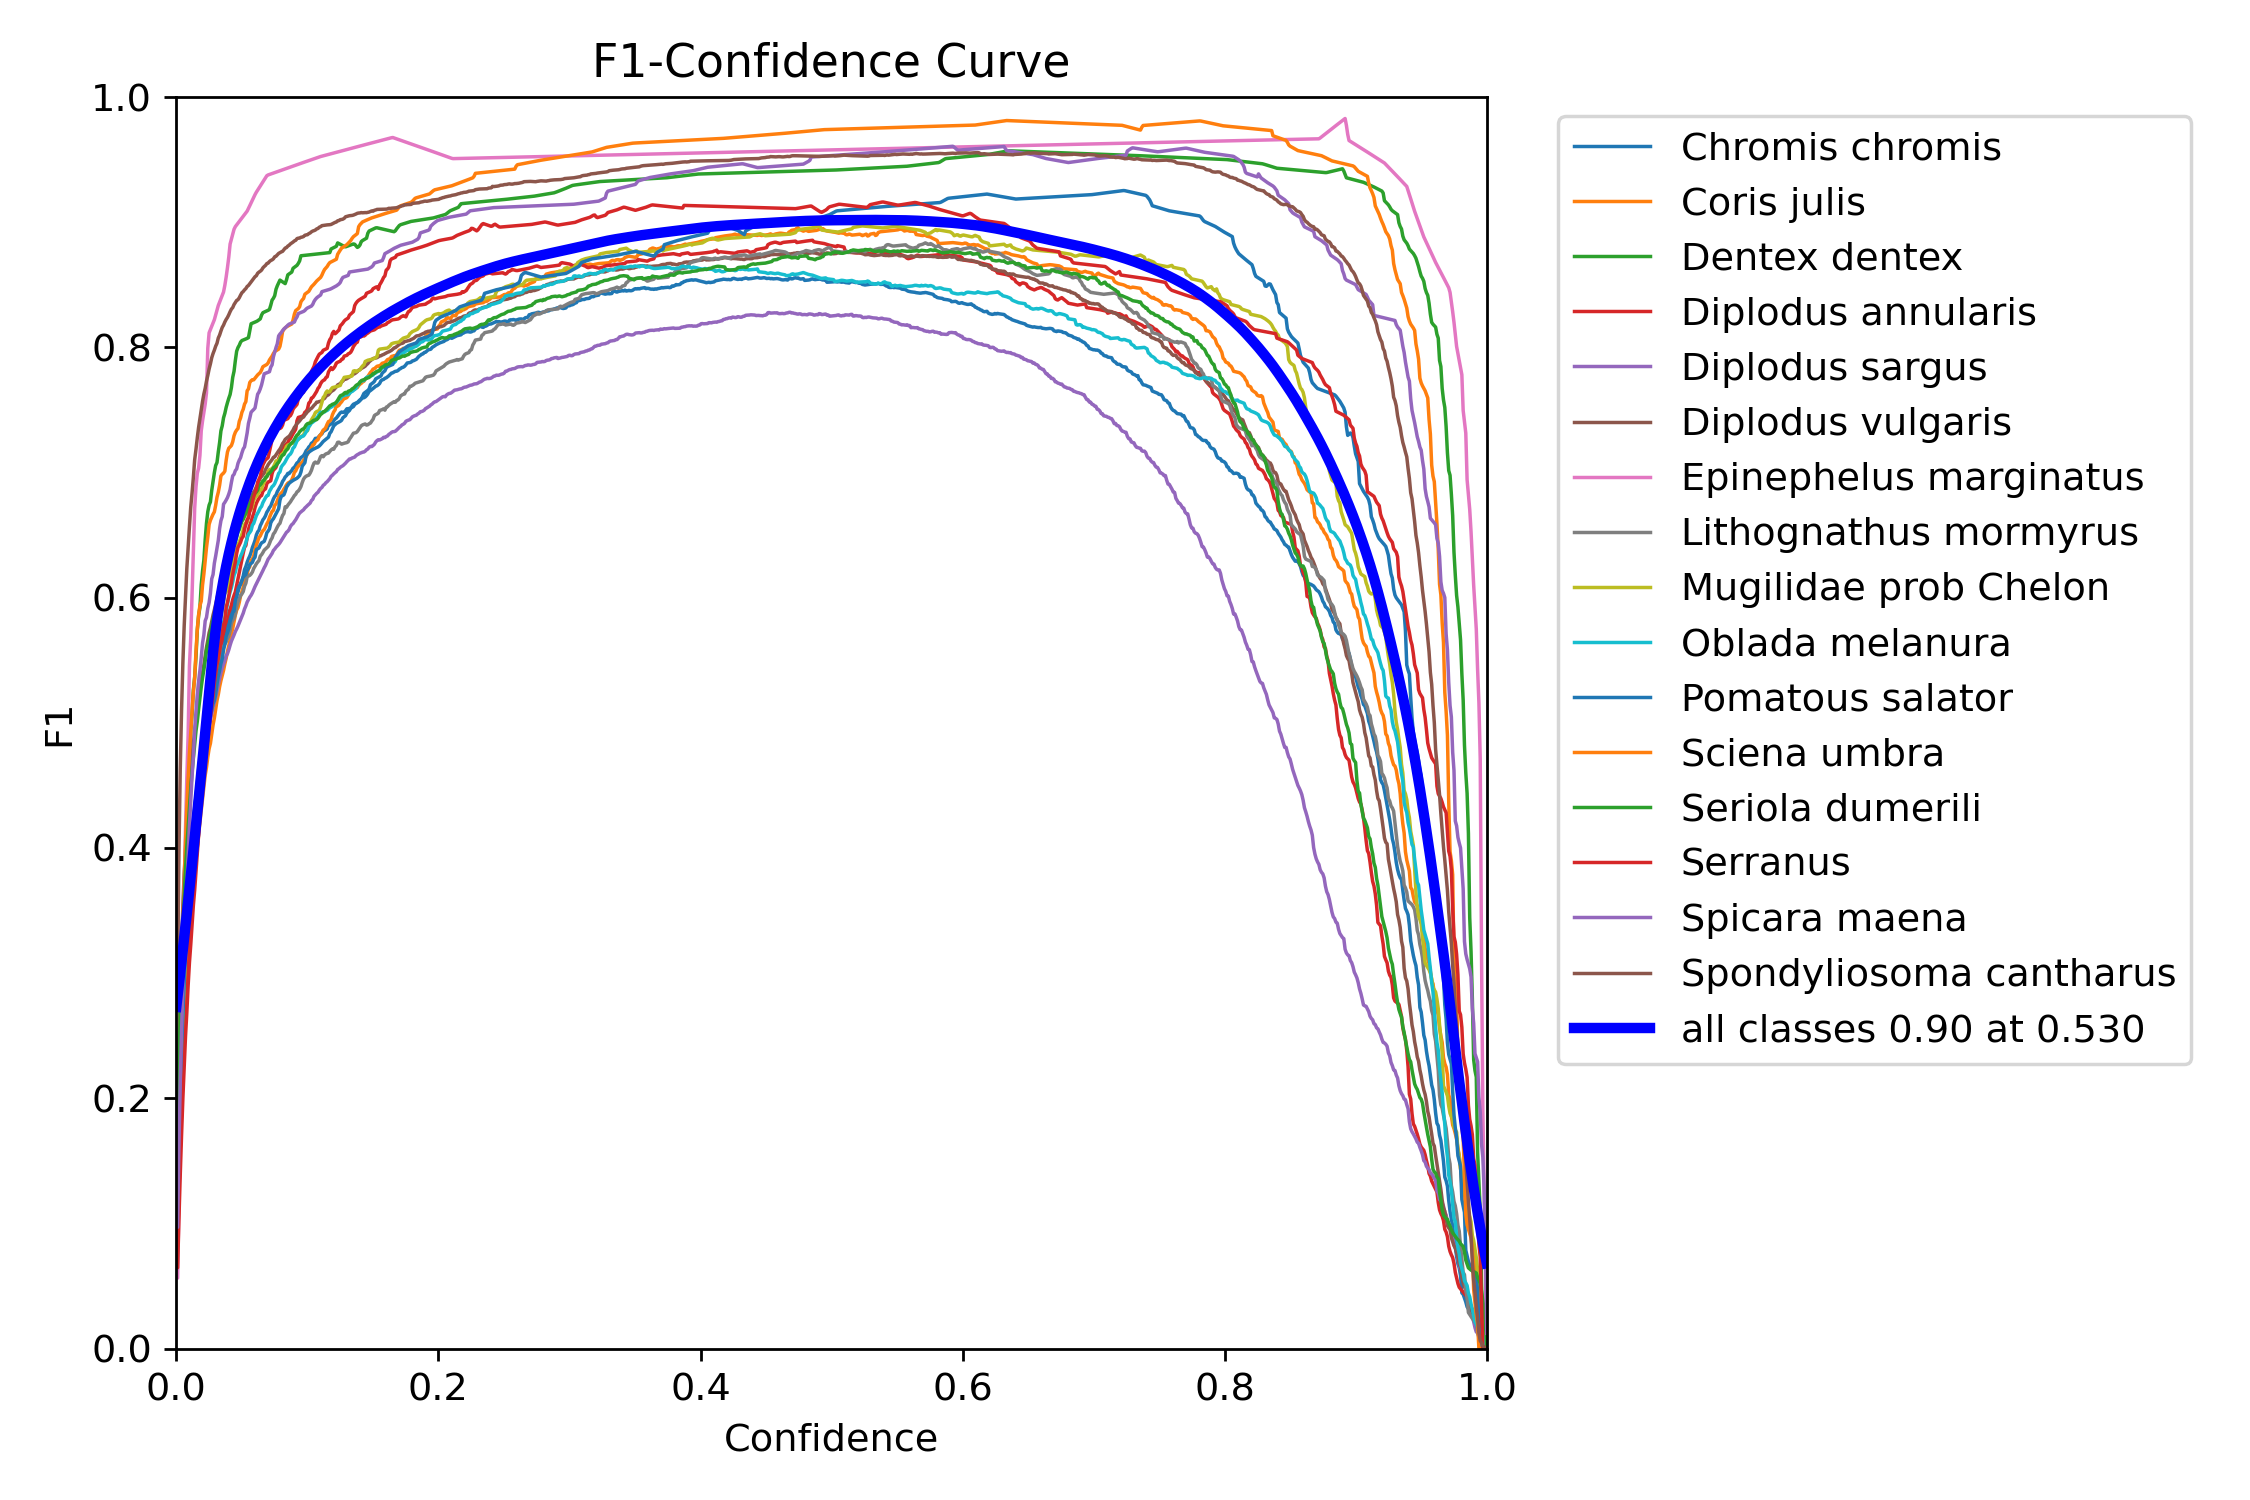 F1-Confidence Curve
1.0
0.8
0.6
0.4
0.2
0.0
F1
0.0 0.2 0.4 0.6 0.8 1.0
Confidence
Chromis chromis
Coris julis
Dentex dentex
Diplodus annularis
Diplodus sargus
Diplodus vulgaris
Epinephelus marginatus
Lithognathus mormyrus
Mugilidae prob Chelon
Oblada melanura
Pomatous salator
Sciena umbra
Seriola dumerili
Serranus
Spicara maena
Spondyliosoma cantharus
all classes 0.90 at 0.530